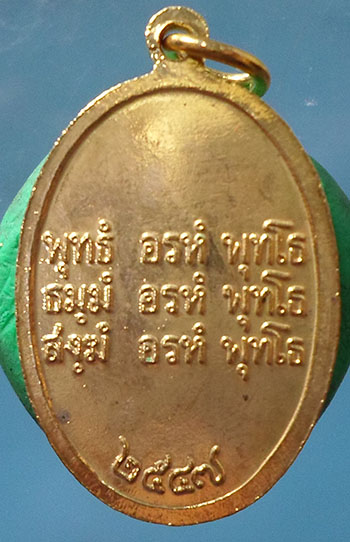 พุทธํ อรหํ พุทโธ
ธมฺมํ อรหํ พุทโธ
สงฺฆํ อรหํ พุทโธ
๒๕๔๗